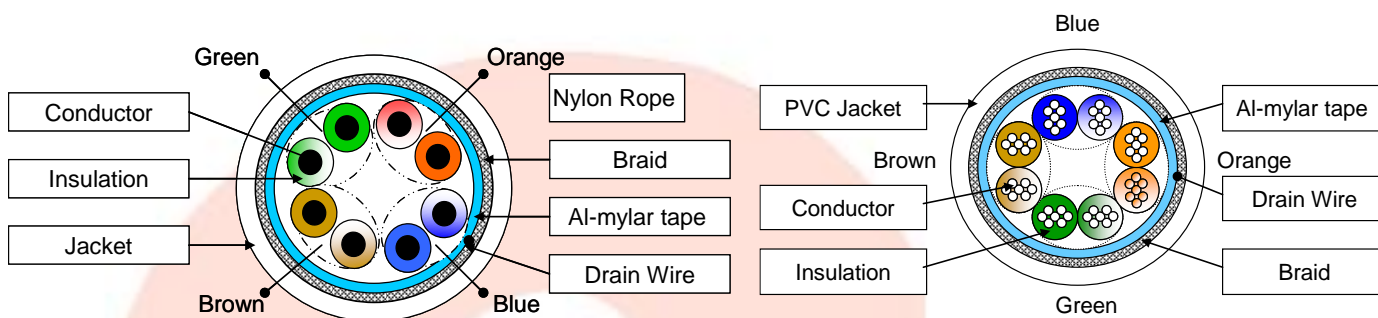 Green
Orange
Conductor
Insulation
Jacket
Nylon Rope
Braid
Al-mylar tape
Drain Wire
Brown
Blue
Blue
PVC Jacket
Al-mylar tape
Brown
Orange
Conductor
Drain Wire
Insulation
Braid
Green